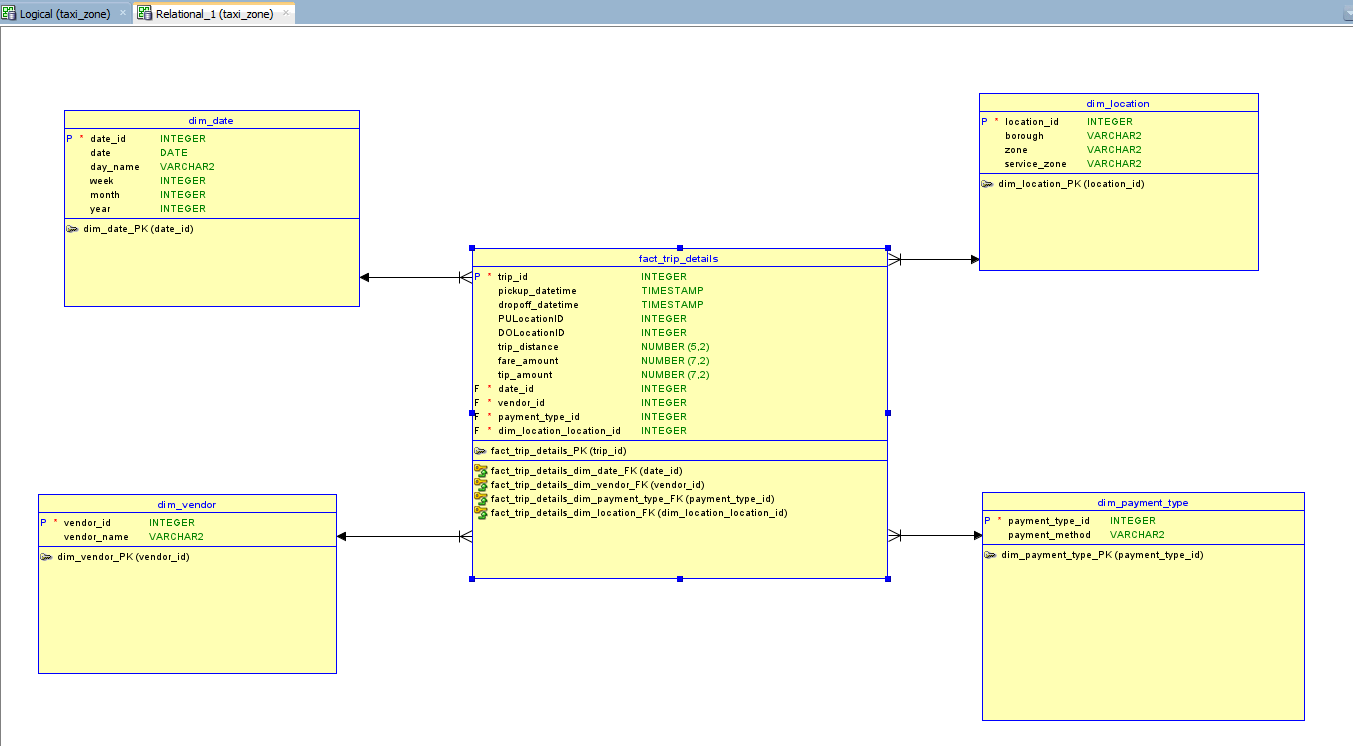 Logical (taxi_zone) × Relational_1 (taxi_zone) ×
dim_date
P * date_id INTEGER
date DATE
day_name VARCHAR2
week INTEGER
month INTEGER
year INTEGER
dim_date_PK (date_id)
dim_location
P * location_id INTEGER
borough VARCHAR2
zone VARCHAR2
service_zone VARCHAR2
dim_location_PK (location_id)
fact_trip_details
P * trip_id INTEGER
pickup_datetime TIMESTAMP
dropoff_datetime TIMESTAMP
PULocationID INTEGER
DOLocationID INTEGER
trip_distance NUMBER (5,2)
fare_amount NUMBER (7,2)
tip_amount NUMBER (7,2)
F * date_id INTEGER
F * vendor_id INTEGER
F * payment_type_id INTEGER
F * dim_location_location_id INTEGER
fact_trip_details_PK (trip_id)
fact_trip_details_dim_date_FK (date_id)
fact_trip_details_dim_vendor_FK (vendor_id)
fact_trip_details_dim_payment_type_FK (payment_type_id)
fact_trip_details_dim_location_FK (dim_location_location_id)
dim_vendor
P * vendor_id INTEGER
vendor_name VARCHAR2
dim_vendor_PK (vendor_id)
dim_payment_type
P * payment_type_id INTEGER
payment_method VARCHAR2
dim_payment_type_PK (payment_type_id)